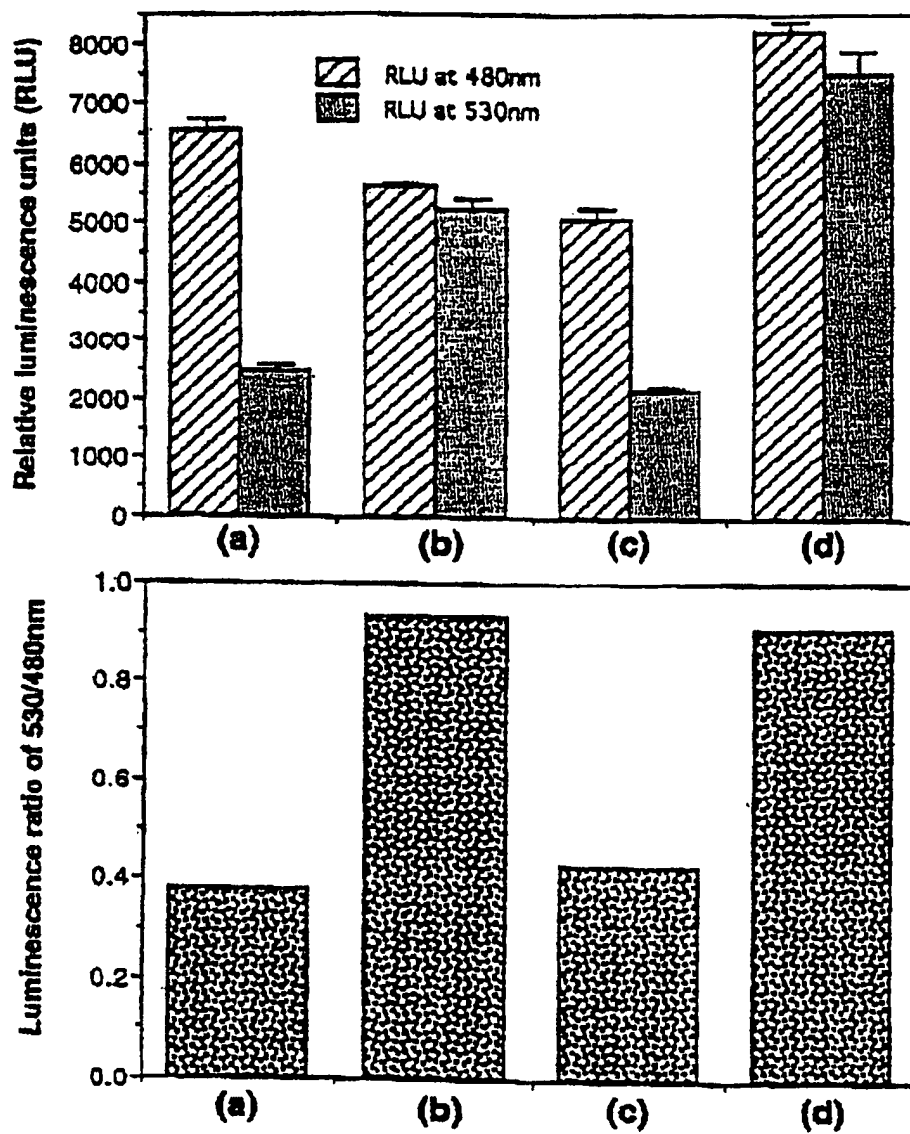 Relative luminescence units (RLU)
8000
7000
6000
5000
4000
3000
2000
1000
0
RLU at 480nm
RLU at 530nm
(a) (b) (c) (d)
Luminescence ratio of 530/480nm
1.0
0.8
0.6
0.4
0.2
0.0
(a) (b) (c) (d)